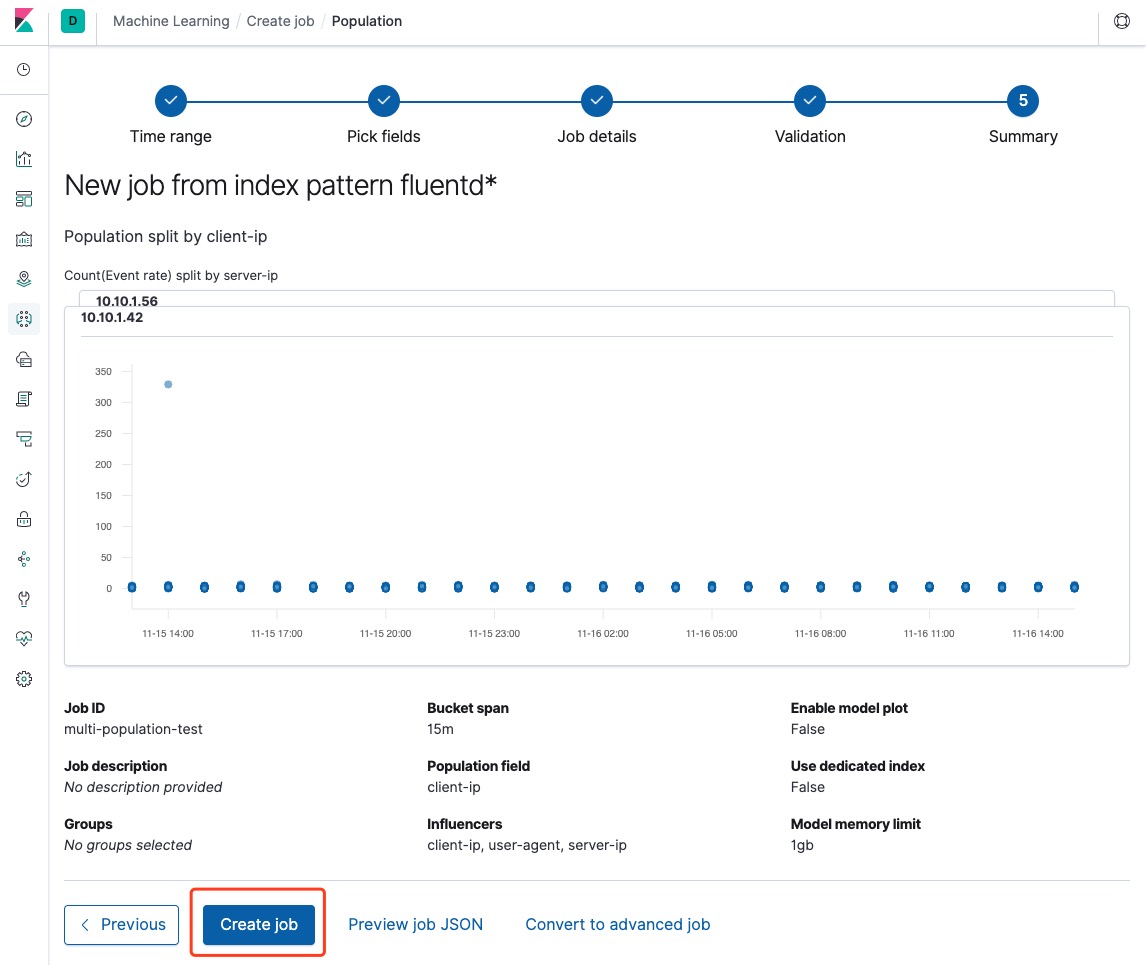 D Machine Learning / Create job / Population
5
Time range Pick fields Job details Validation Summary
New job from index pattern fluentd*
Population split by client-ip
Count(Event rate) split by server-ip
10.10.1.56
10.10.1.42
350
300
250
200
150
100
50
0
11-15 14:00 11-15 17:00 11-15 20:00 11-15 23:00 11-16 02:00 11-16 05:00 11-16 08:00 11-16 11:00 11-16 14:00
Job ID Bucket span Enable model plot
multi-population-test 15m False
Job description Population field Use dedicated index
No description provided client-ip False
Groups Influencers Model memory limit
No groups selected client-ip, user-agent, server-ip 1gb
Previous Create job Preview job JSON Convert to advanced job